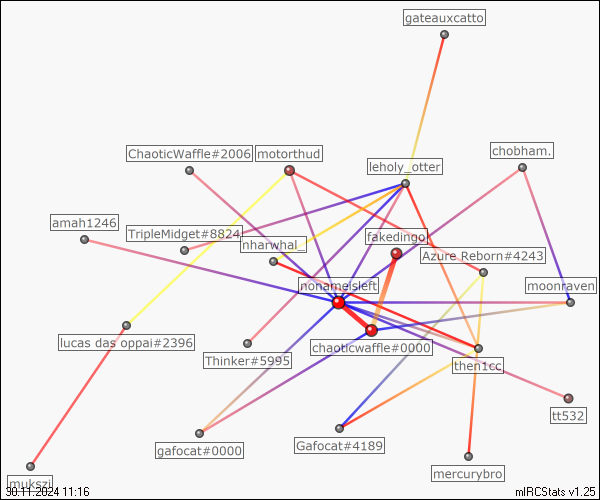 gateauxcatto
ChaoticWaffle#2006
motorthud
leholy_otter
chobham.
amah1246
TripleMidget#8824
nharwhal_
fakedingo
Azure Reborn#4243
nonameisleft
moonraven
lucas das oppai#2396
Thinker#5995
chaoticwaffle#0000
then1cc
tt532
gafocat#0000
Gafocat#4189
mercurybro
mukszi
30.11.2024 11:16
mIRCStats v1.25